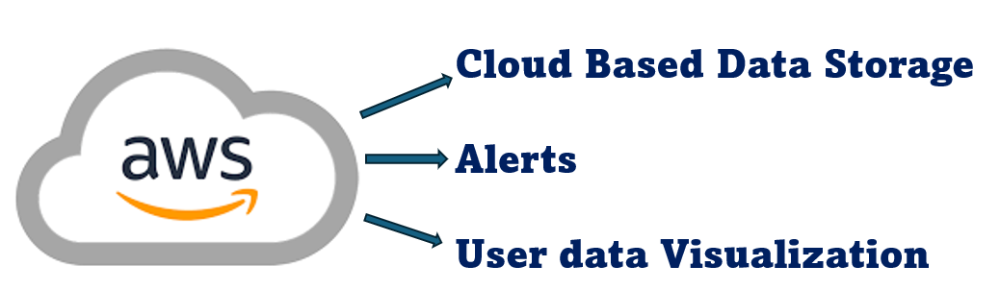 Cloud Based Data Storage
aws
Alerts
User data Visualization